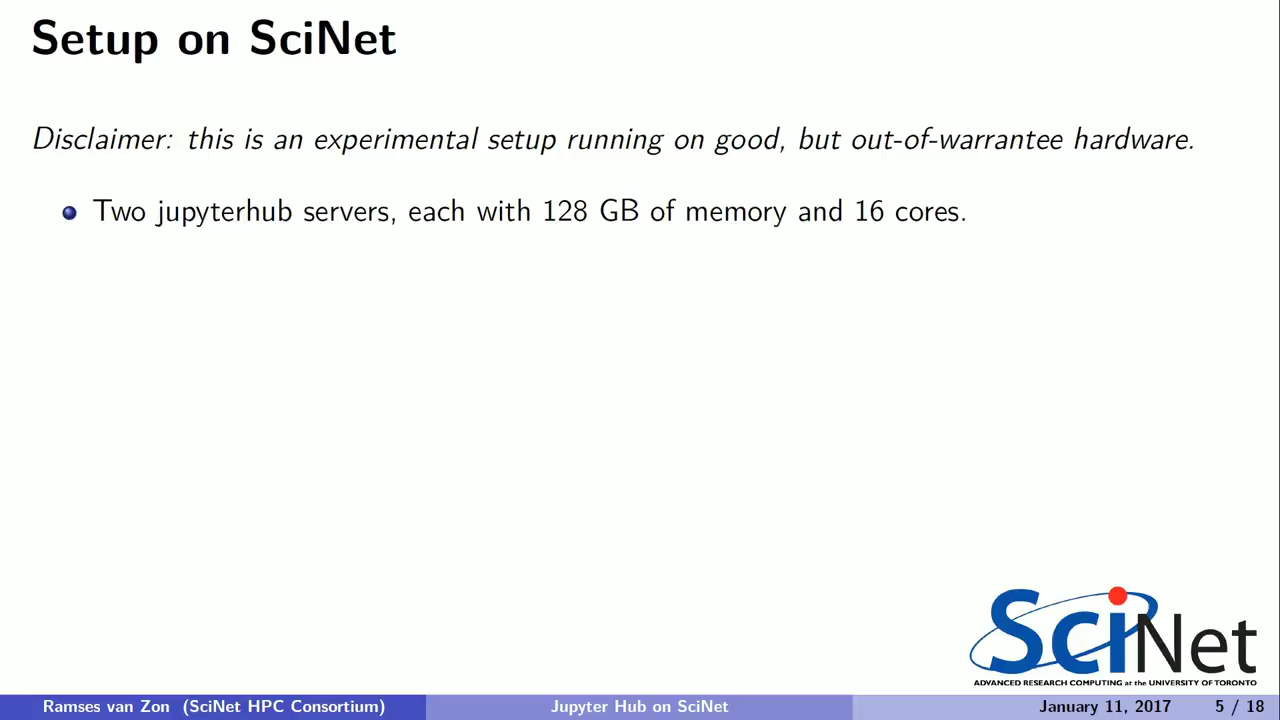 Setup on SciNet
Disclaimer: this is an experimental setup running on good, but out-of-warrantee hardware.
Two jupyterhub servers, each with 128 GB of memory and 16 cores.
SciNet
ADVANCED RESEARCH COMPUTING at the UNIVERSITY OF TORONTO
Ramses van Zon (SciNet HPC Consortium) Jupyter Hub on SciNet January 11, 2017 5 / 18